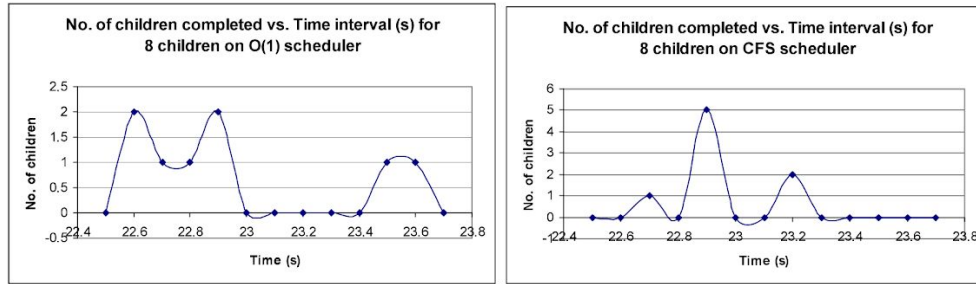 No. of children completed vs. Time interval (s) for
8 children on O(1) scheduler
No. of children
2.5
2
1.5
1
0.5
0
-0.5
22.4 22.6 22.8 23 23.2 23.4 23.6 23.8
Time (s)
No. of children completed vs. Time interval (s) for
8 children on CFS scheduler
No. of children
6
5
4
3
2
1
0
-1
22.4 22.6 22.8 23 23.2 23.4 23.6 23.8
Time (s)